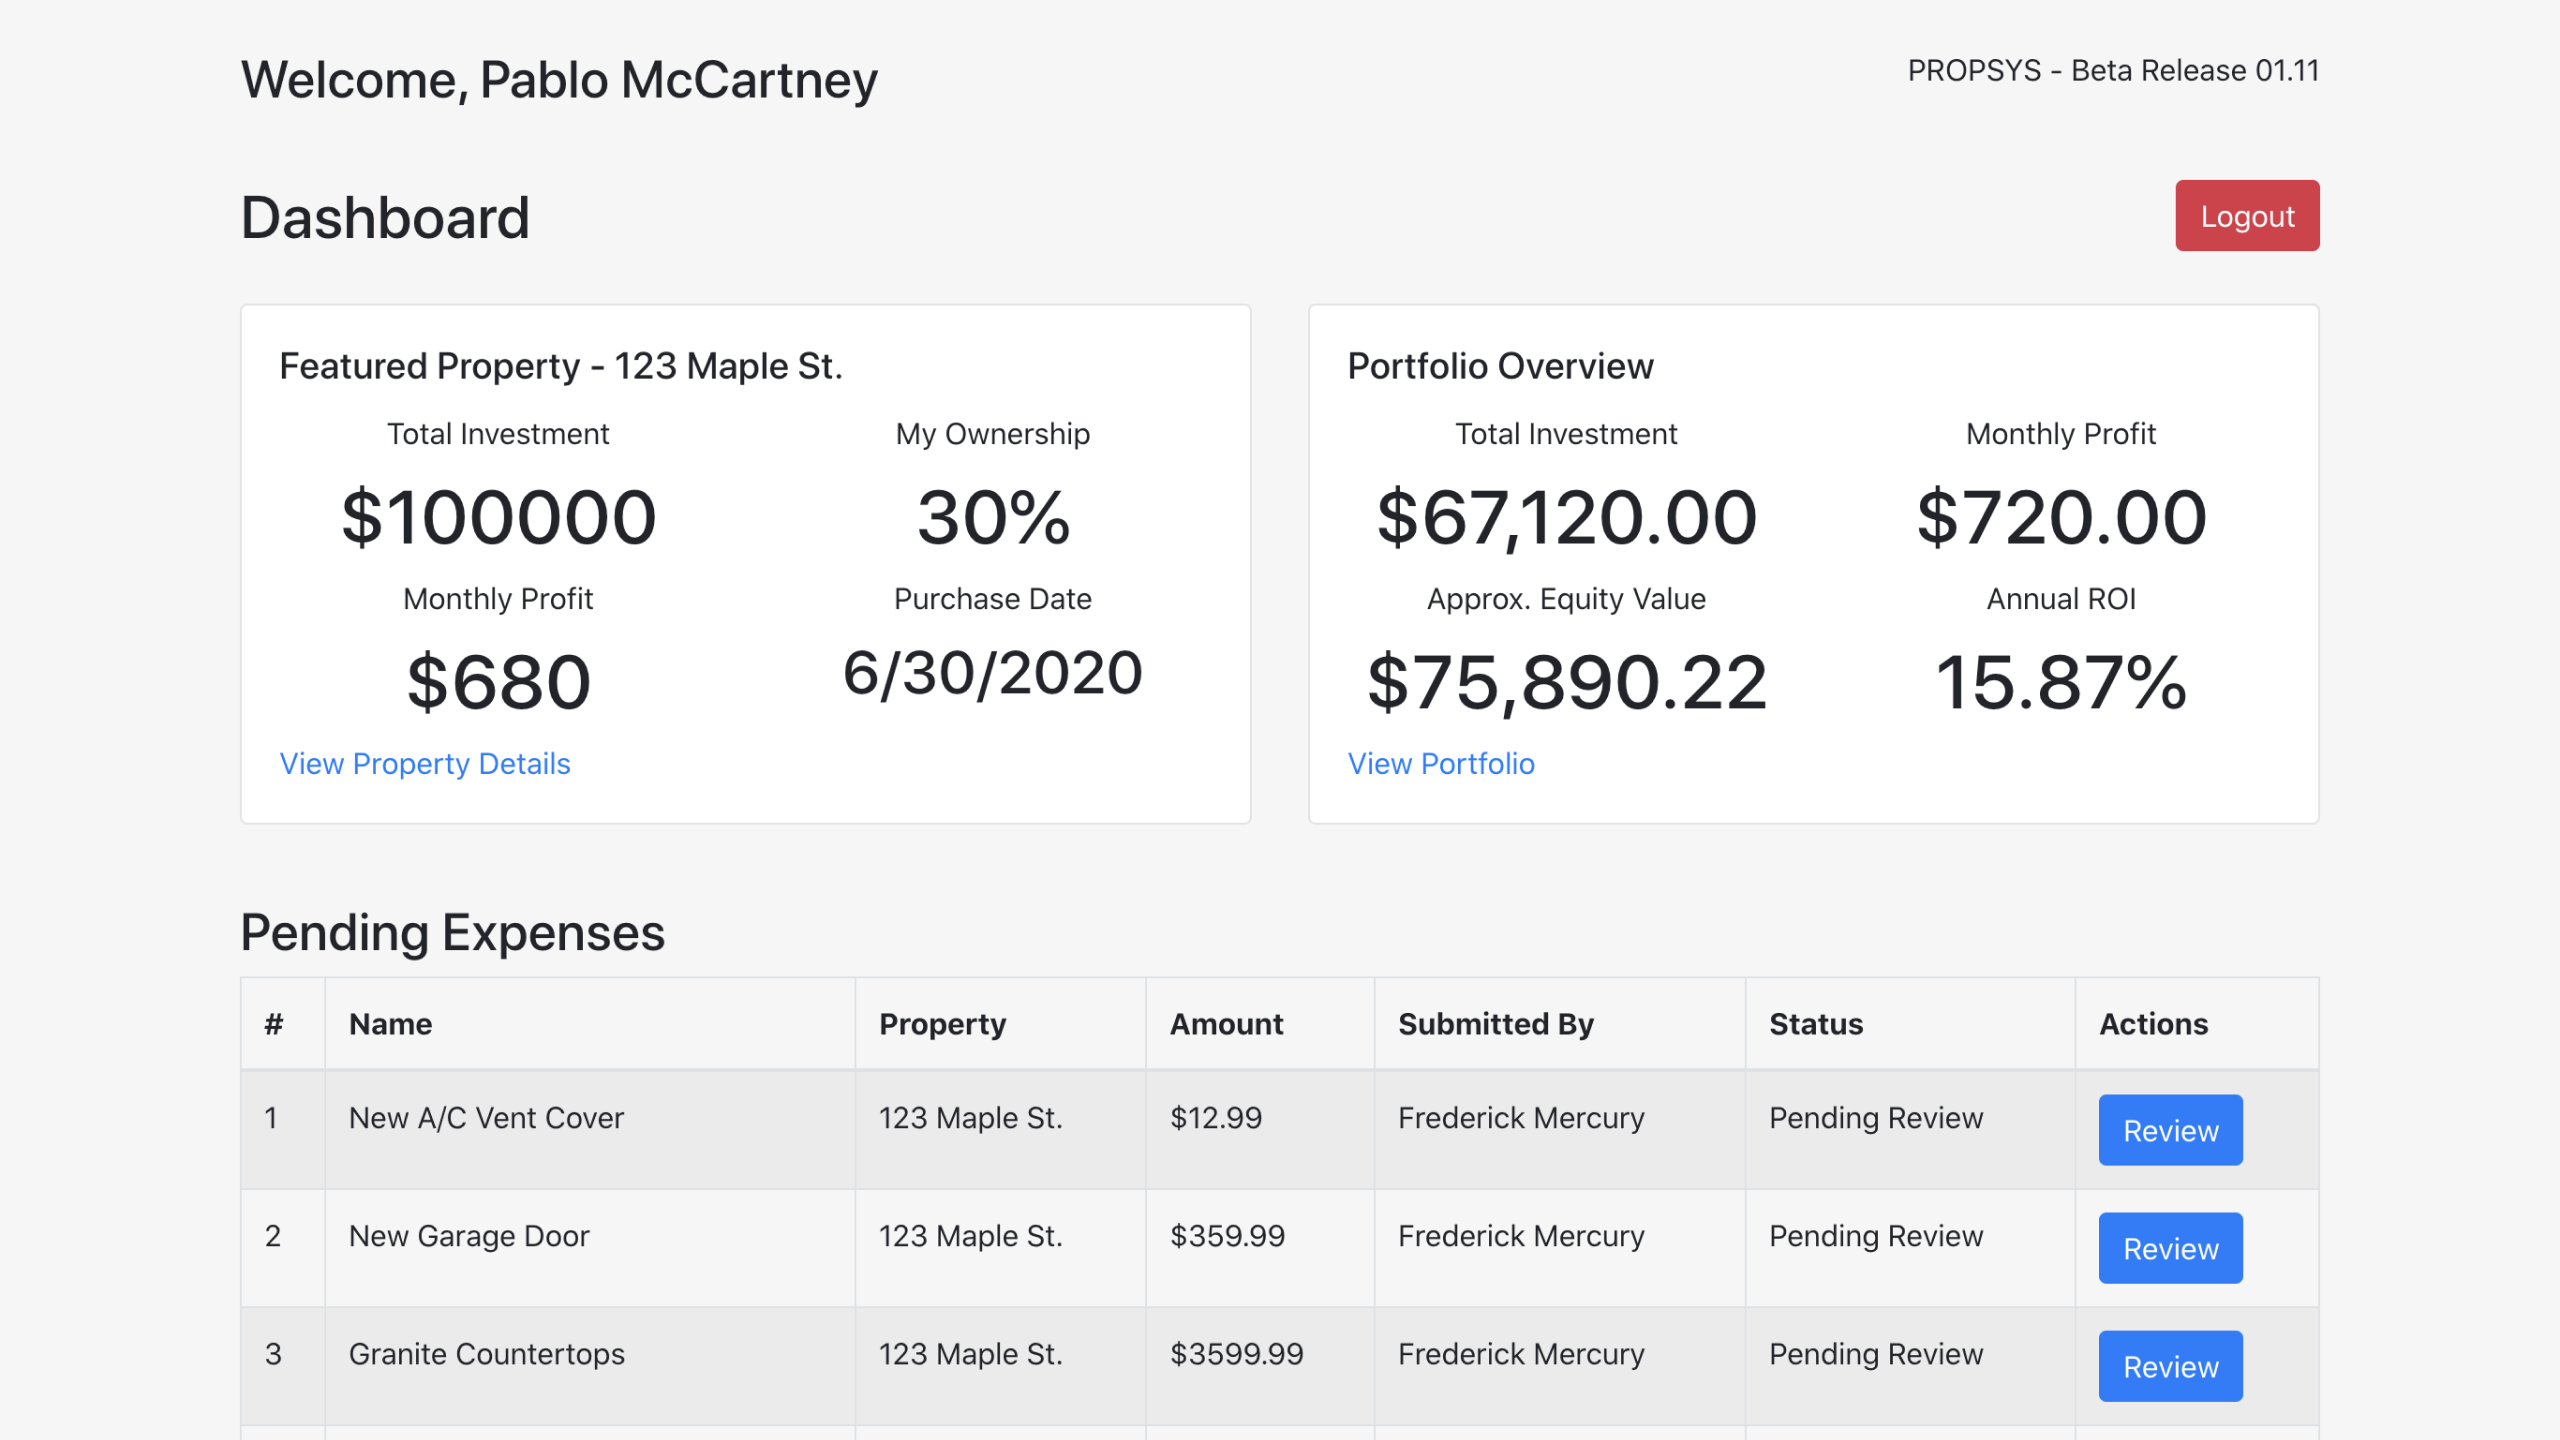 Welcome, Pablo McCartney
PROPSYS - Beta Release 01.11
Dashboard
Logout
Featured Property - 123 Maple St.
Total Investment
My Ownership
$100000
30%
Monthly Profit
Purchase Date
$680
6/30/2020
View Property Details
Portfolio Overview
Total Investment
Monthly Profit
$67,120.00
$720.00
Approx. Equity Value
Annual ROI
$75,890.22
15.87%
View Portfolio
Pending Expenses
# Name Property Amount Submitted By Status Actions
1 New A/C Vent Cover 123 Maple St. $12.99 Frederick Mercury Pending Review Review
2 New Garage Door 123 Maple St. $359.99 Frederick Mercury Pending Review Review
3 Granite Countertops 123 Maple St. $3599.99 Frederick Mercury Pending Review Review